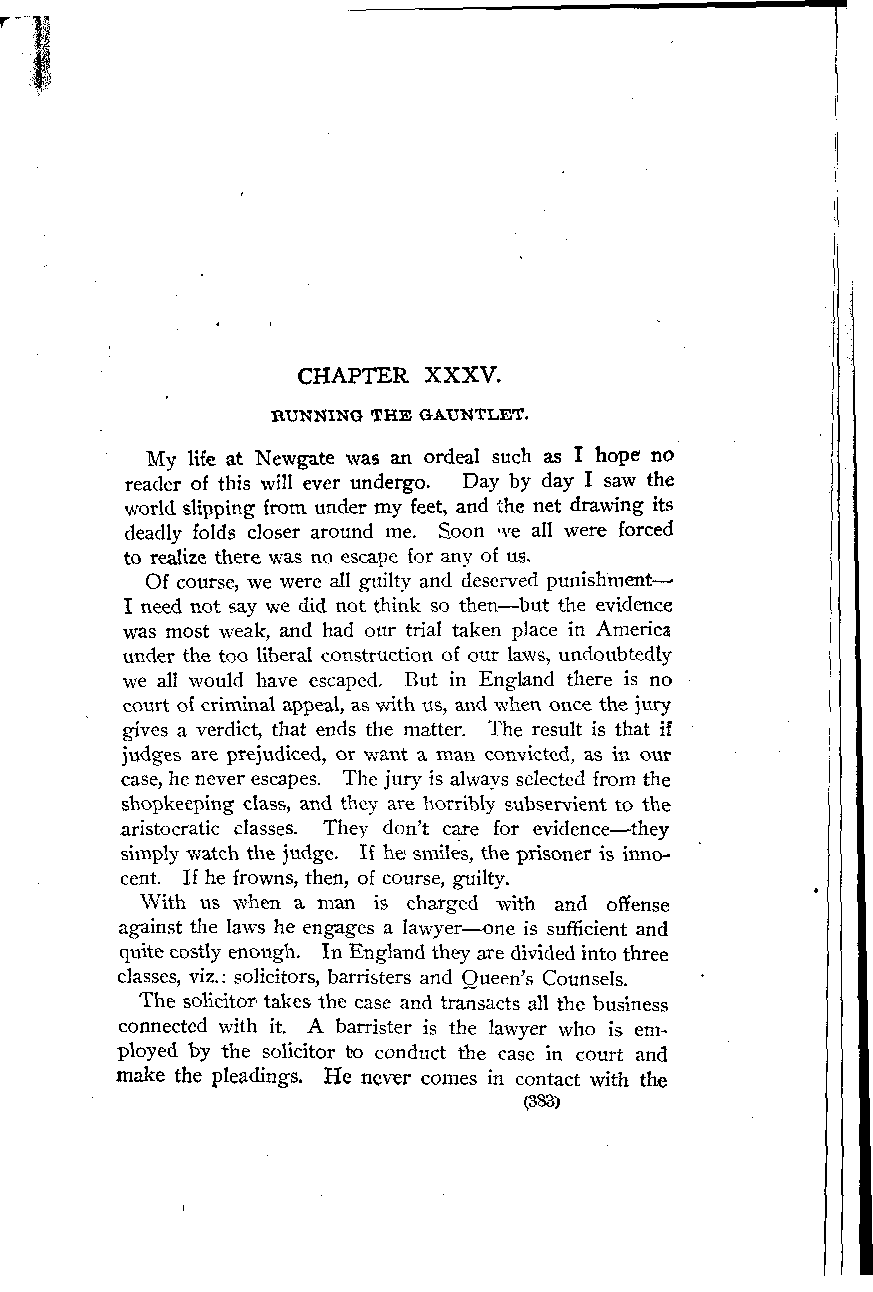 CHAPTER XXXV.
RUNNING THE GAUNTLET.
My life at Newgate was an ordeal such as I hope no
reader of this will ever undergo. Day by day I saw the
world slipping from under my feet, and the net drawing its
deadly folds closer around me. Soon we all were forced
to realize there was no escape for any of us.
Of course, we were all guilty and deserved punishment—
I need not say we did not think so then—but the evidence
was most weak, and had our trial taken place in America
under the too liberal construction of our laws, undoubtedly
we all would have escaped. But in England there is no
court of criminal appeal, as with us, and when once the jury
gives a verdict, that ends the matter. The result is that if
judges are prejudiced, or want a man convicted, as in our
case, he never escapes. The jury is always selected from the
shopkeeping class, and they are horribly subservient to the
aristocratic classes. They don't care for evidence—they
simply watch the judge. If he smiles, the prisoner is inno-
cent. If he frowns, then, of course, guilty.
With us when a man is charged with and offense
against the laws he engages a lawyer—one is sufficient and
quite costly enough. In England they are divided into three
classes, viz.: solicitors, barristers and Queen's Counsels.
The solicitor takes the case and transacts all the business
connected with it. A barrister is the lawyer who is em-
ployed by the solicitor to conduct the case in court and
make the pleadings. He never comes in contact with the
(383)